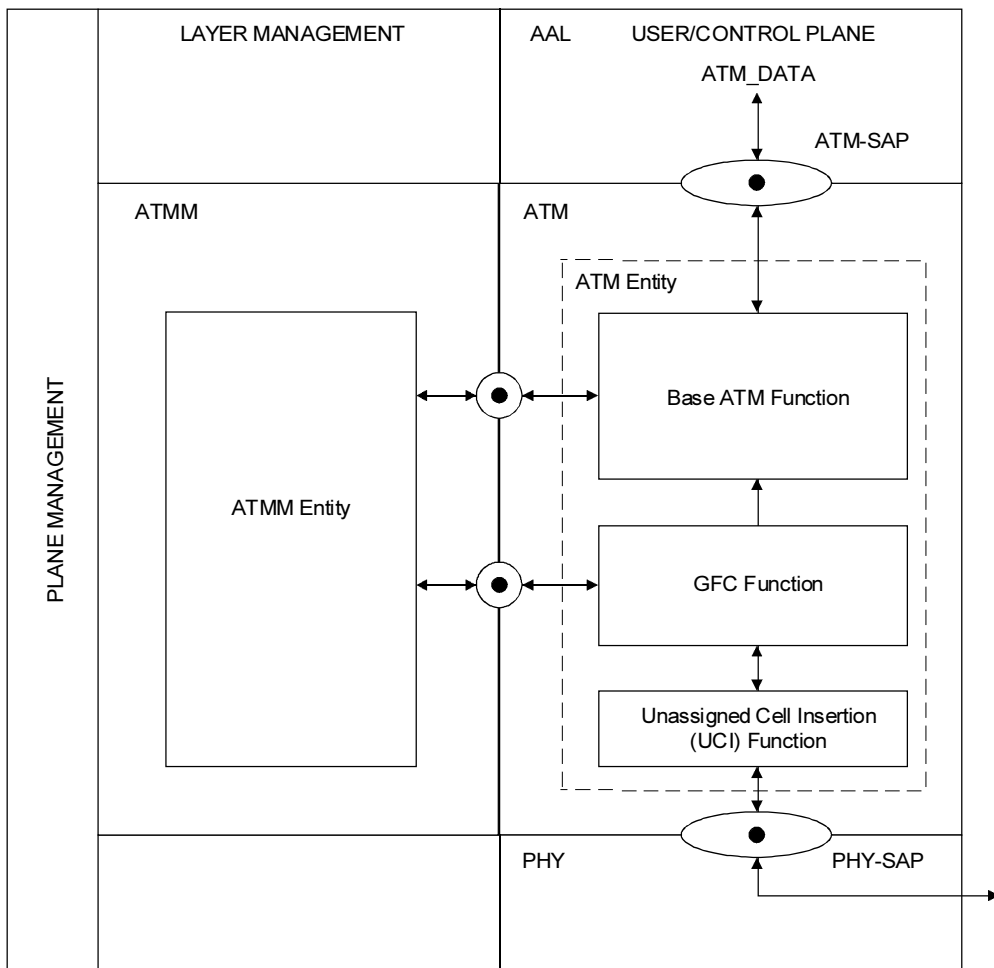 LAYER MANAGEMENT
AAL
USER/CONTROL PLANE
ATM_DATA
ATM-SAP
ATMM
ATM
ATM Entity
Base ATM Function
PLANE MANAGEMENT
ATMM Entity
GFC Function
Unassigned Cell Insertion
(UCI) Function
PHY
PHY-SAP